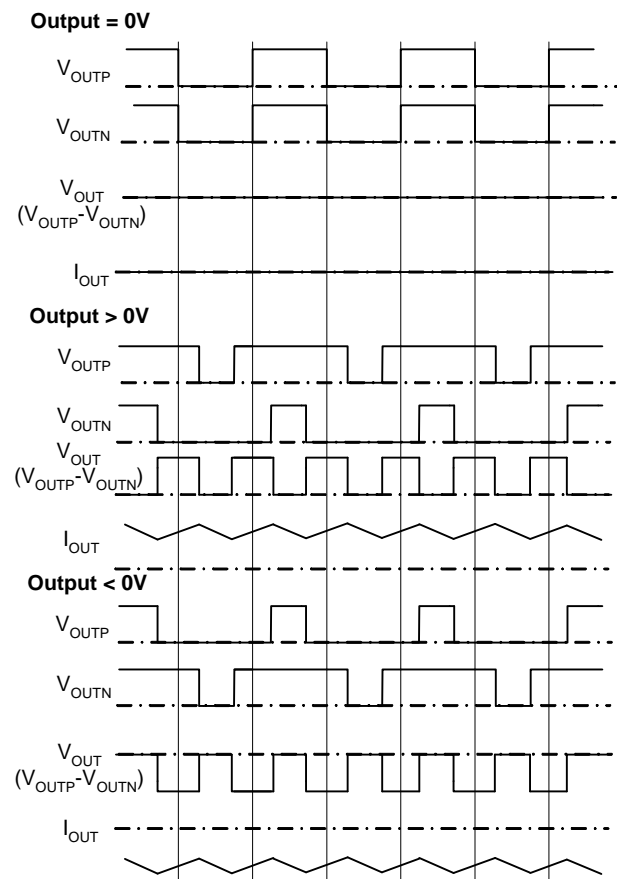 Output = 0V
VOUTP
VOUTN
VOUT
(VOUTP-VOUTN)
IOUT
Output > 0V
VOUTP
VOUTN
VOUT
(VOUTP-VOUTN)
IOUT
Output < 0V
VOUTP
VOUTN
VOUT
(VOUTP-VOUTN)
IOUT